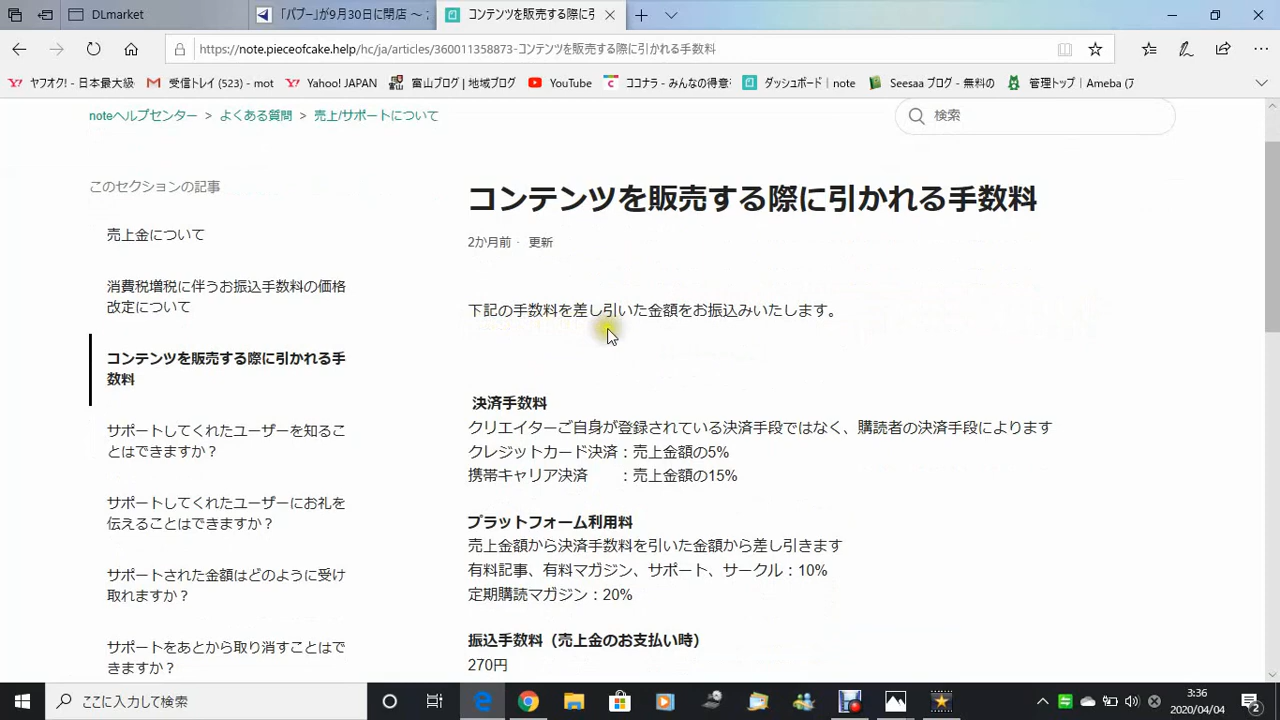 DLmarket
「パブー」が9月30日に閉店 ～
コンテンツを販売する際に引
https://note.pieceofcake.help/hc/ja/articles/360011358873-コンテンツを販売する際に引かれる手数料
ヤフオク! - 日本最大級
受信トレイ (523) - mot
Yahoo! JAPAN
富山ブログ | 地域ブログ
YouTube
ココナラ - みんなの得意
ダッシュボード | note
Seesaa ブログ - 無料の
管理トップ | Ameba (ア
noteヘルプセンター > よくある質問 > 売上/サポートについて
検索
このセクションの記事
売上金について
消費税増税に伴うお振込手数料の価格
改定について
コンテンツを販売する際に引かれる手
数料
サポートしてくれたユーザーを知るこ
とはできますか？
サポートしてくれたユーザーにお礼を
伝えることはできますか？
サポートされた金額はどのように受け
取れますか？
サポートをあとから取り消すことはで
きますか？
コンテンツを販売する際に引かれる手数料
2か月前 · 更新
下記の手数料を差し引いた金額をお振込みいたします。
決済手数料
クリエイターご自身が登録されている決済手段ではなく、購読者の決済手段によります
クレジットカード決済：売上金額の5%
携帯キャリア決済　　：売上金額の15%
プラットフォーム利用料
売上金額から決済手数料を引いた金額から差し引きます
有料記事、有料マガジン、サポート、サークル：10%
定期購読マガジン：20%
振込手数料（売上金のお支払い時）
270円
ここに入力して検索
3:36
2020/04/04
2